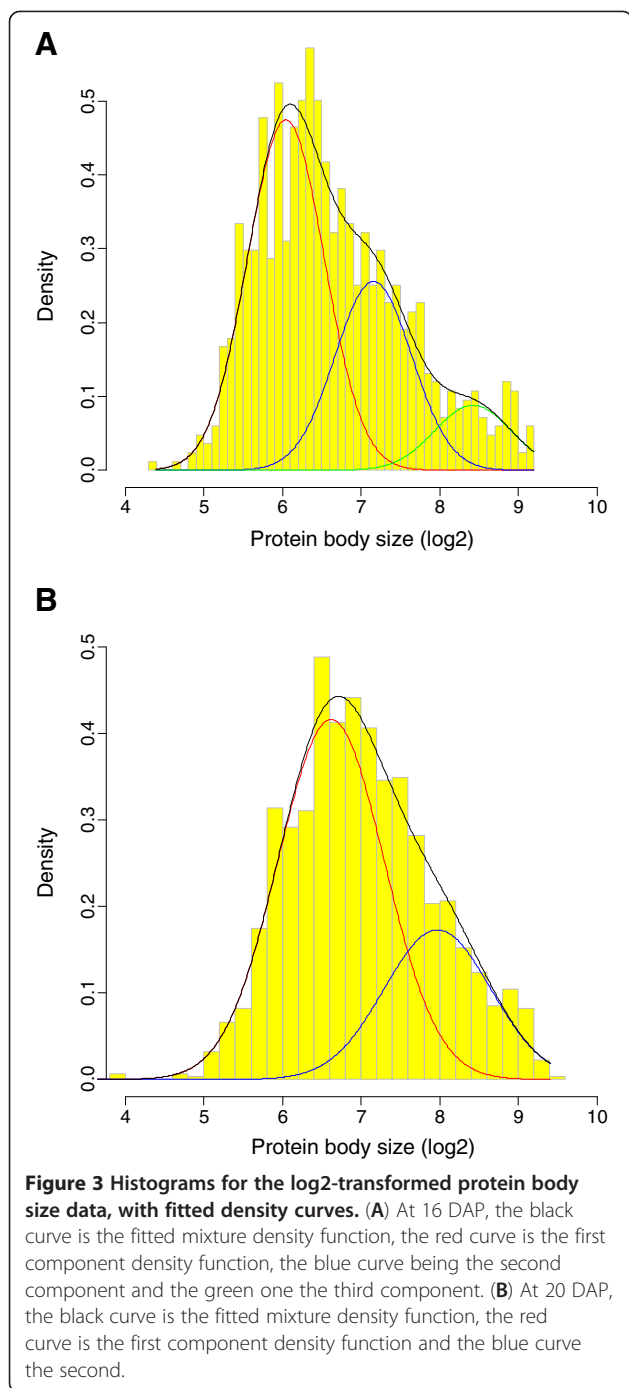 A
Density
0.5
0.4
0.3
0.2
0.1
0.0
4 5 6 7 8 9 10
Protein body size (log2)
B
Density
0.5
0.4
0.3
0.2
0.1
0.0
4 5 6 7 8 9 10
Protein body size (log2)
Figure 3 Histograms for the log2-transformed protein body
size data, with fitted density curves. (A) At 16 DAP, the black
curve is the fitted mixture density function, the red curve is the first
component density function, the blue curve being the second
component and the green one the third component. (B) At 20 DAP,
the black curve is the fitted mixture density function, the red
curve is the first component density function and the blue curve
the second.